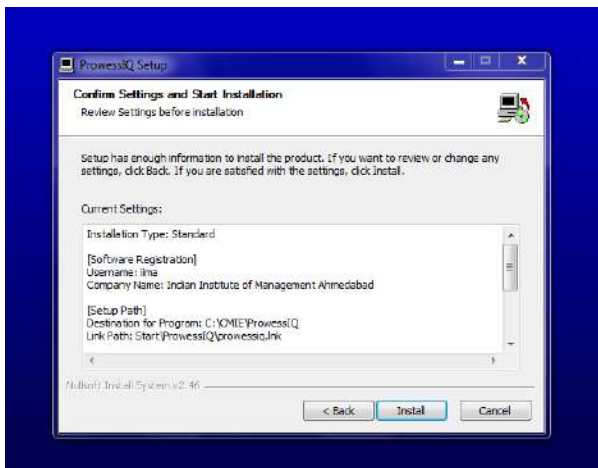 ProwessIQ Setup
Confirm Settings and Start Installation
Review Settings before installation
Setup has enough information to install the product. If you want to review or change any
settings, click Back. If you are satisfied with the settings, click Install.
Current Settings:
Installation Type: Standard
[Software Registration]
Username: iima
Company Name: Indian Institute of Management Ahmedabad
[Setup Path]
Destination for Program: C:\CMIE\ProwessIQ
Link Path: Start\ProwessIQ\prowessiq.lnk
Nullsoft Install System v2.46
< Back
Install
Cancel